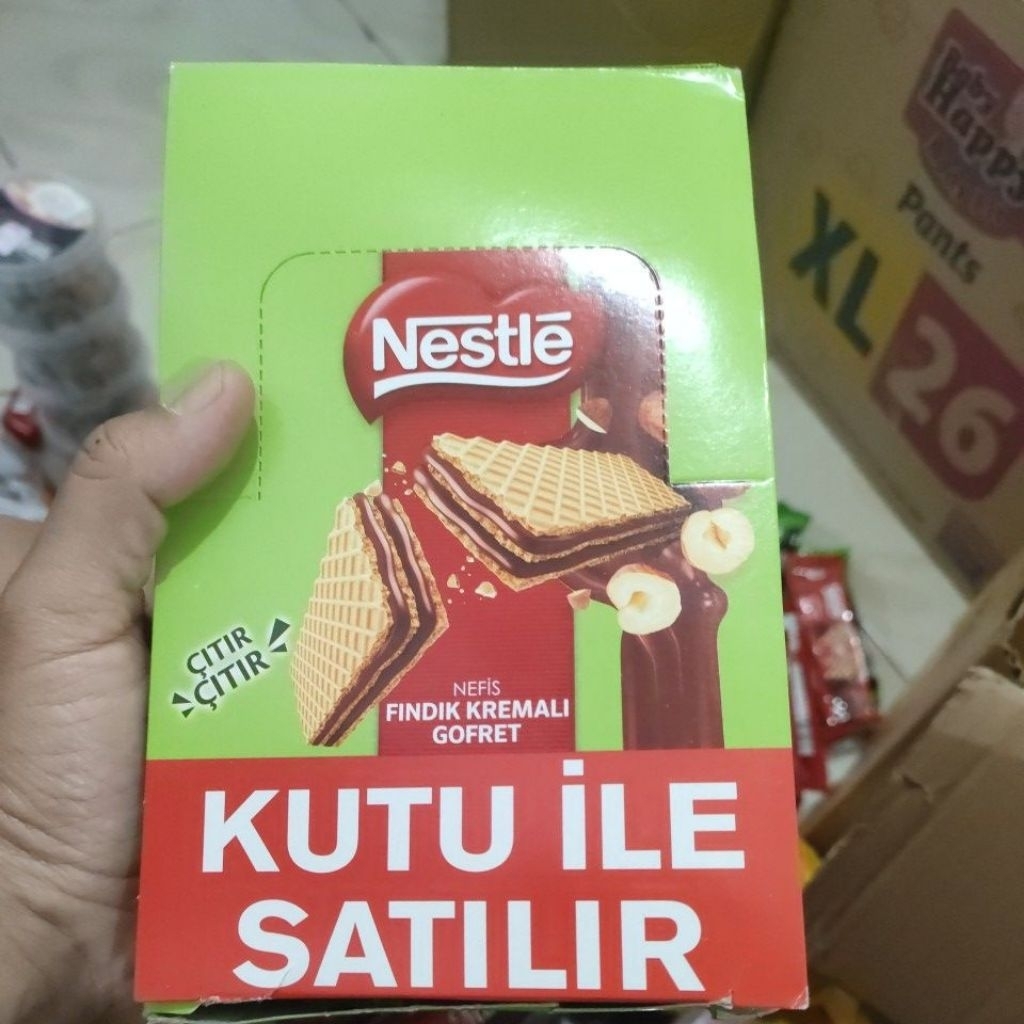 Nestlé
ÇITIR
ÇITIR
NEFİS
FINDIK KREMALI
GOFRET
KUTU İLE
SATILIR
Happy
Pants
XL
26